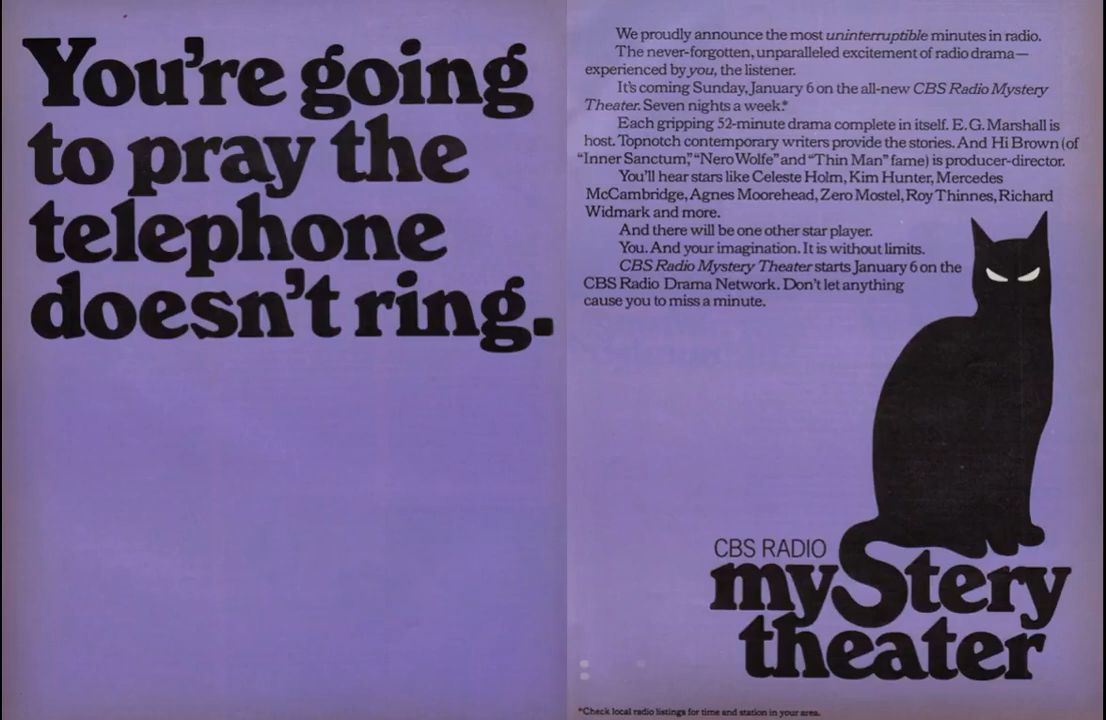 You're going
to pray the
telephone
doesn't ring.
We proudly announce the most uninterruptible minutes in radio.
The never-forgotten, unparalleled excitement of radio drama—
experienced by you, the listener.
It's coming Sunday, January 6 on the all-new CBS Radio Mystery
Theater. Seven nights a week.*
Each gripping 52-minute drama complete in itself. E. G. Marshall is
host. Topnotch contemporary writers provide the stories. And Hi Brown (of
"Inner Sanctum," "Nero Wolfe" and "Thin Man" fame) is producer-director.
You'll hear stars like Celeste Holm, Kim Hunter, Mercedes
McCambridge, Agnes Moorehead, Zero Mostel, Roy Thinnes, Richard
Widmark and more.
And there will be one other star player.
You. And your imagination. It is without limits.
CBS Radio Mystery Theater starts January 6 on the
CBS Radio Drama Network. Don't let anything
cause you to miss a minute.
CBS RADIO
myStery
theater
*Check local radio listings for time and station in your area.